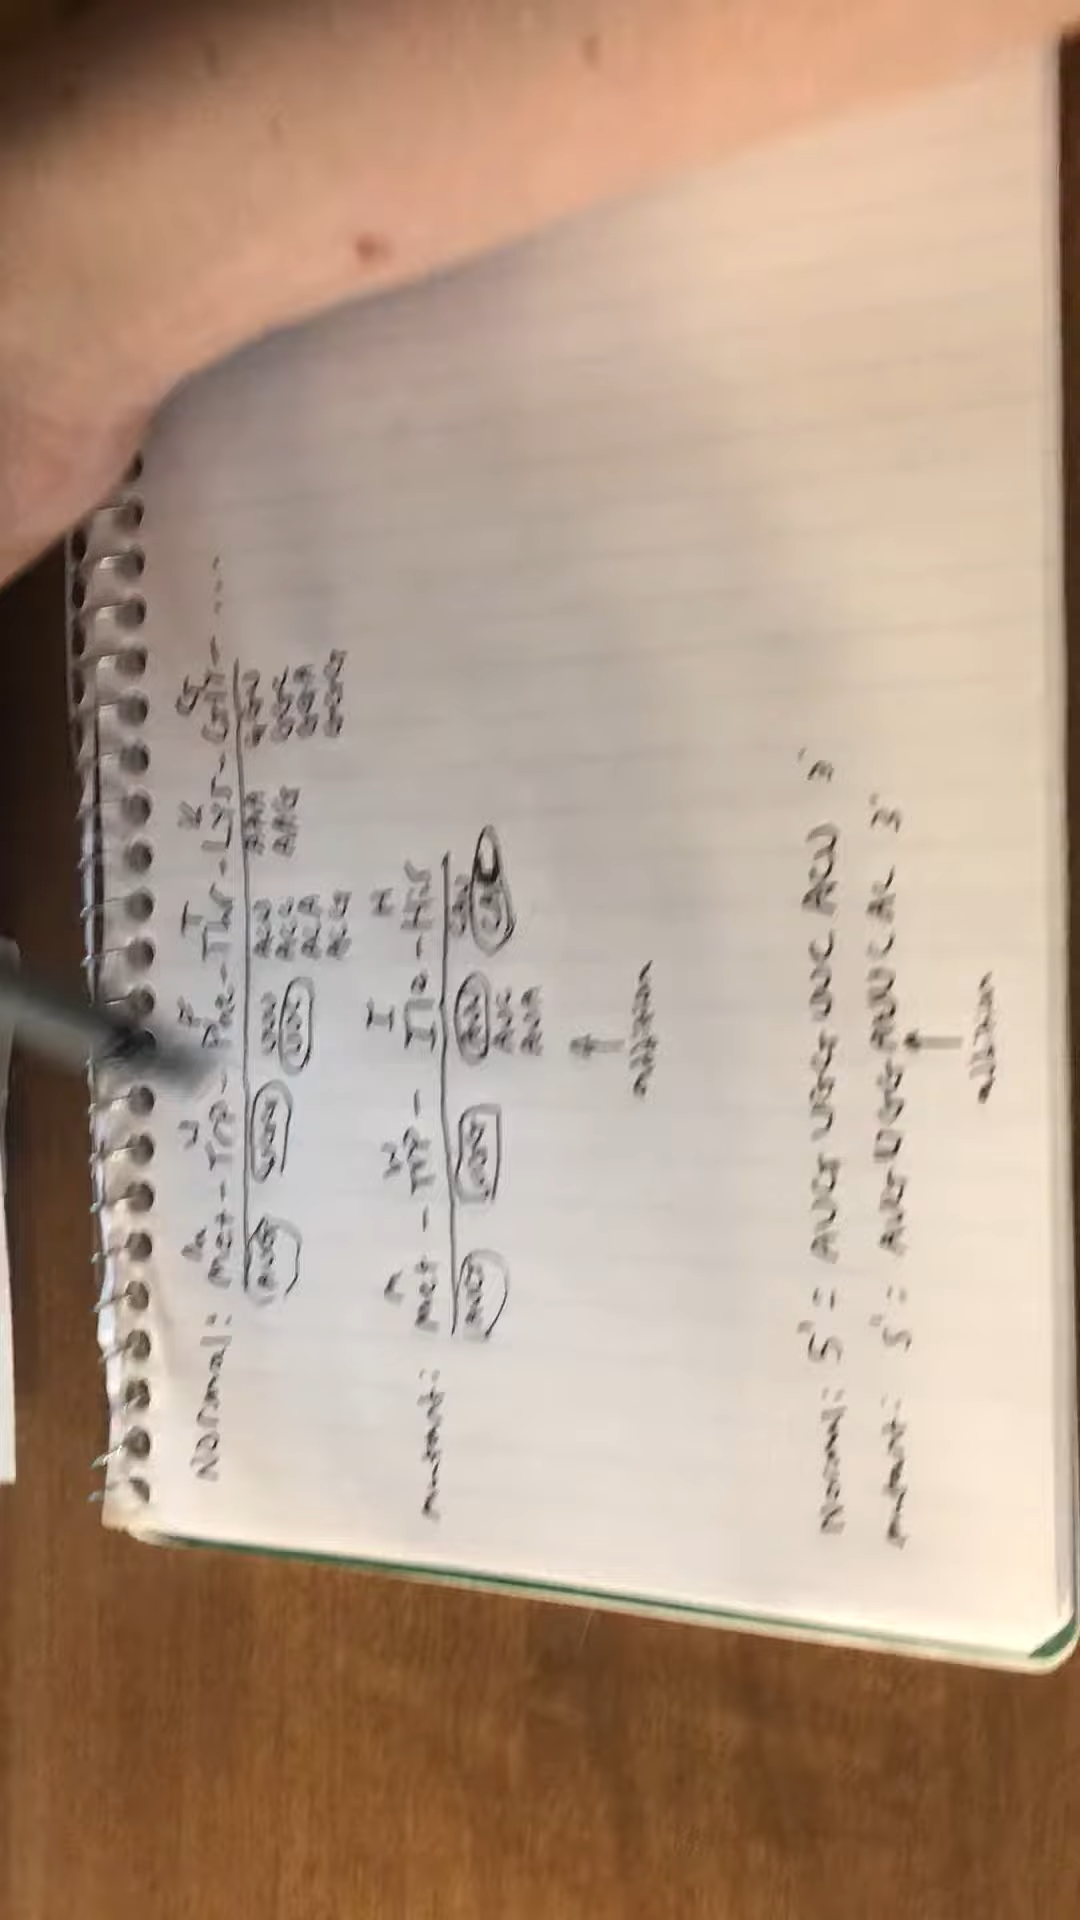 M W F T K G
Normal: Met-Trp-Phe-Thr-Lys-Gly-....
AUG UGG UUU ACU AAA GGU
UUC ACC AAG GGC
ACA GGA
ACG GGG
M W I H
mutant: Met - Trp - Ile-His
AUG UGG AUU CAU
AUC CAC
AUA
addition
Normal: 5': AUG UGG UUC ACU 3'
mutant: 5': AUG UGG AUUCAC 3'
addition